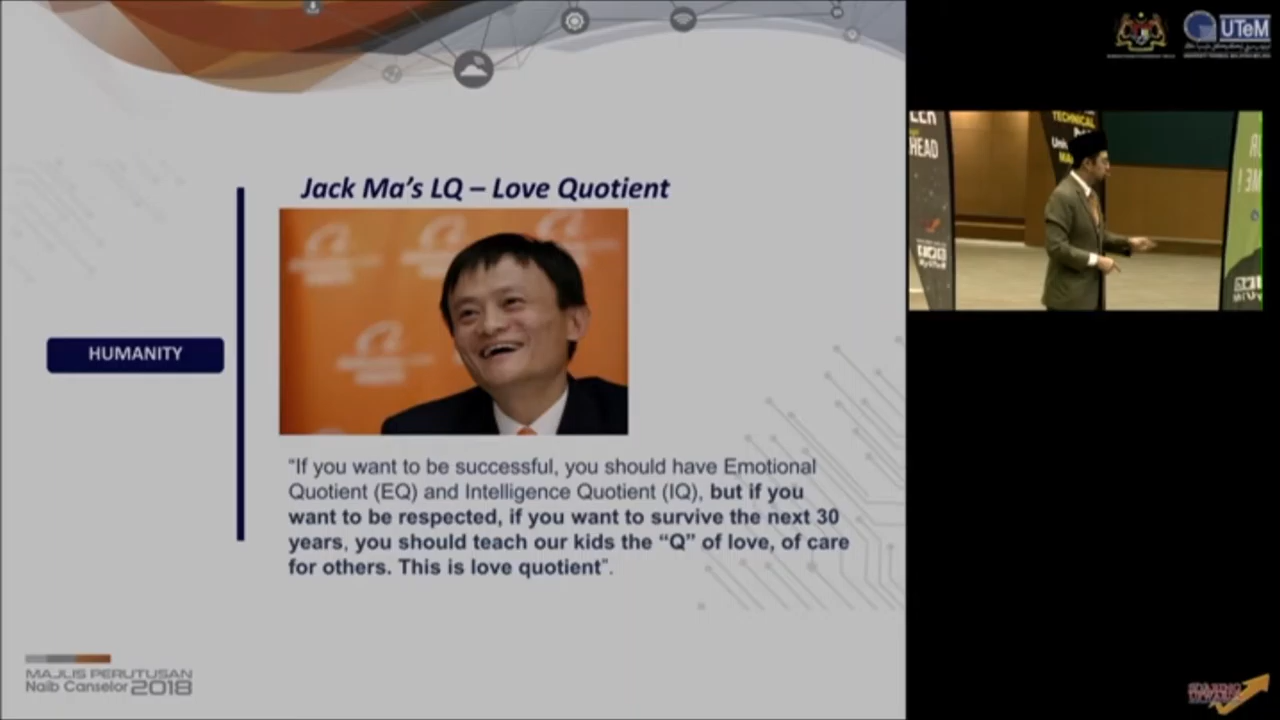 Jack Ma's LQ – Love Quotient
HUMANITY
"If you want to be successful, you should have Emotional
Quotient (EQ) and Intelligence Quotient (IQ), but if you
want to be respected, if you want to survive the next 30
years, you should teach our kids the "Q" of love, of care
for others. This is love quotient".
MAJLIS PERUTUSAN
Naib Canselor 2018
UTeM
HEAD
TECHNICAL